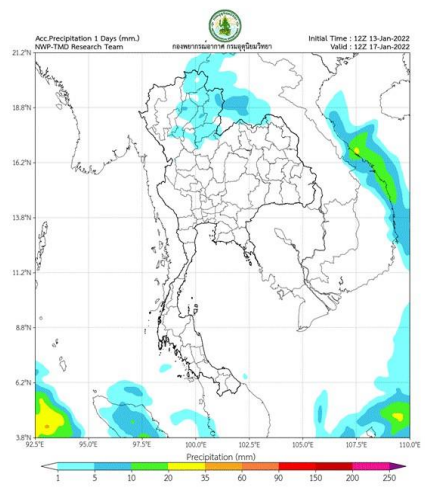 Acc.Precipitation 1 Days (mm.)
NWP-TMD Research Team
กองพยากรณ์อากาศ กรมอุตุนิยมวิทยา
Initial Time : 12Z 13-Jan-2022
Valid : 12Z 17-Jan-2022
21.2°N
18.8°N
16.2°N
13.8°N
11.2°N
8.8°N
6.2°N
3.8°N
92.5°E 95.0°E 97.5°E 100.0°E 102.5°E 105.0°E 107.5°E 110.0°E
Precipitation (mm)
1 5 10 20 35 60 90 150 200 250